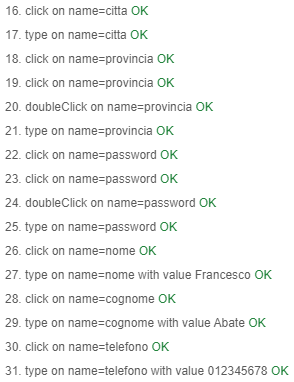 16. click on name=citta OK
17. type on name=citta OK
18. click on name=provincia OK
19. click on name=provincia OK
20. doubleClick on name=provincia OK
21. type on name=provincia OK
22. click on name=password OK
23. click on name=password OK
24. doubleClick on name=password OK
25. type on name=password OK
26. click on name=nome OK
27. type on name=nome with value Francesco OK
28. click on name=cognome OK
29. type on name=cognome with value Abate OK
30. click on name=telefono OK
31. type on name=telefono with value 012345678 OK